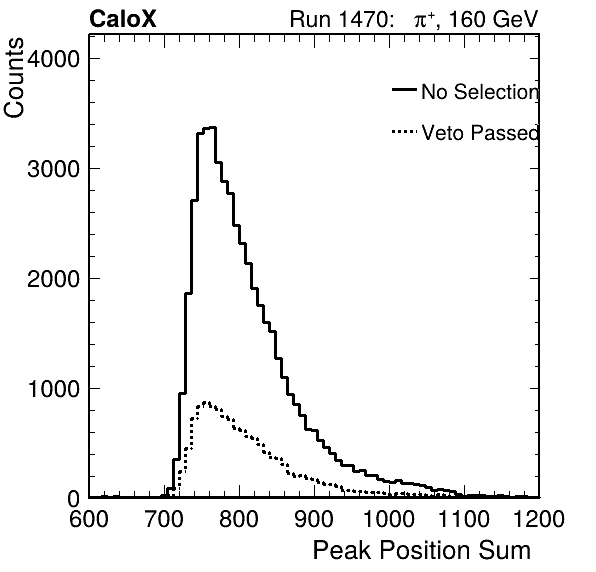 CaloX Run 1470: π⁺, 160 GeV
Counts
4000
No Selection
Veto Passed
3000
2000
1000
0
600 700 800 900 1000 1100 1200
Peak Position Sum